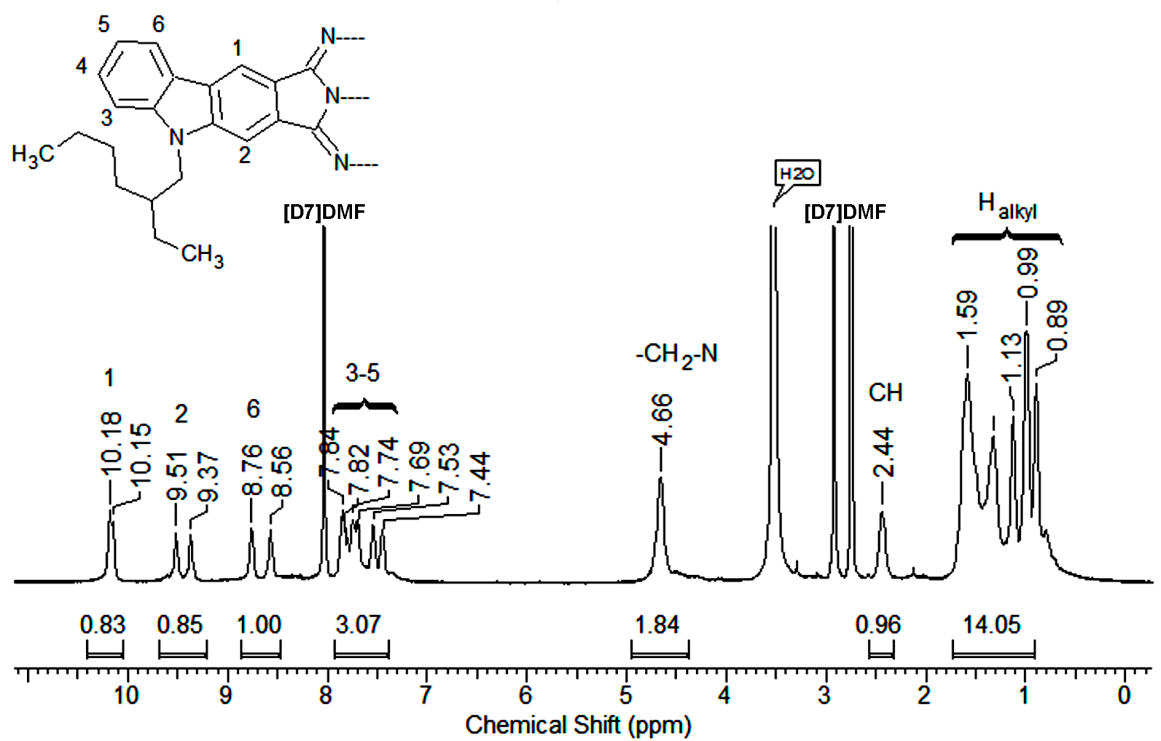 5 6
4 1
3 2
N----
N----
N----
N
H3C
CH3
[D7]DMF
H2O
[D7]DMF
H alkyl
1
2
6
3-5
-CH2-N
CH
10.18
10.15
9.51
9.37
8.76
8.56
7.84
7.82
7.74
7.69
7.53
7.44
4.66
2.44
1.59
1.13
0.99
0.89
0.83 0.85 1.00 3.07 1.84 0.96 14.05
10 9 8 7 6 5 4 3 2 1 0
Chemical Shift (ppm)